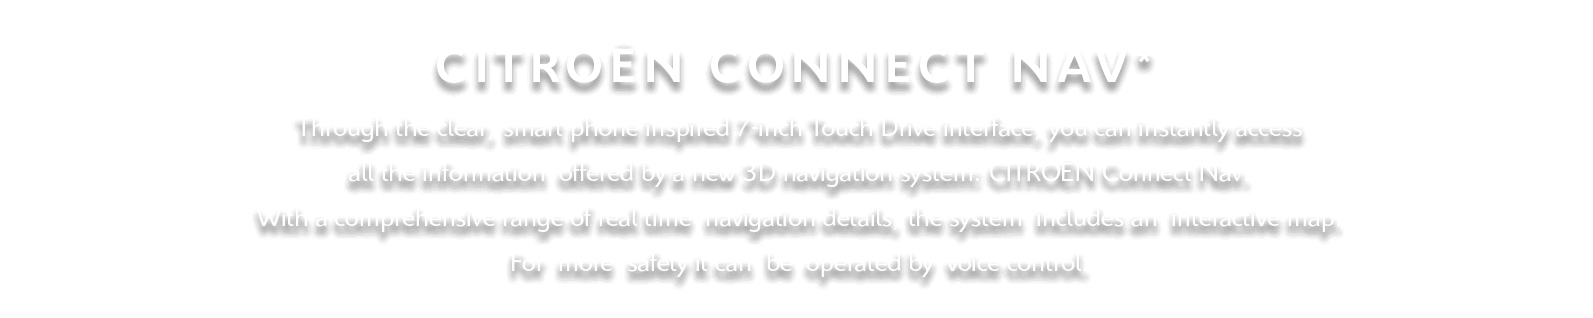 CITROËN CONNECT NAV*
Through the clear, smart phone inspired 7-inch Touch Drive interface, you can instantly access
all the information offered by a new 3D navigation system: CITROËN Connect Nav.
With a comprehensive range of real time navigation details, the system includes an interactive map.
For more safety it can be operated by voice control.